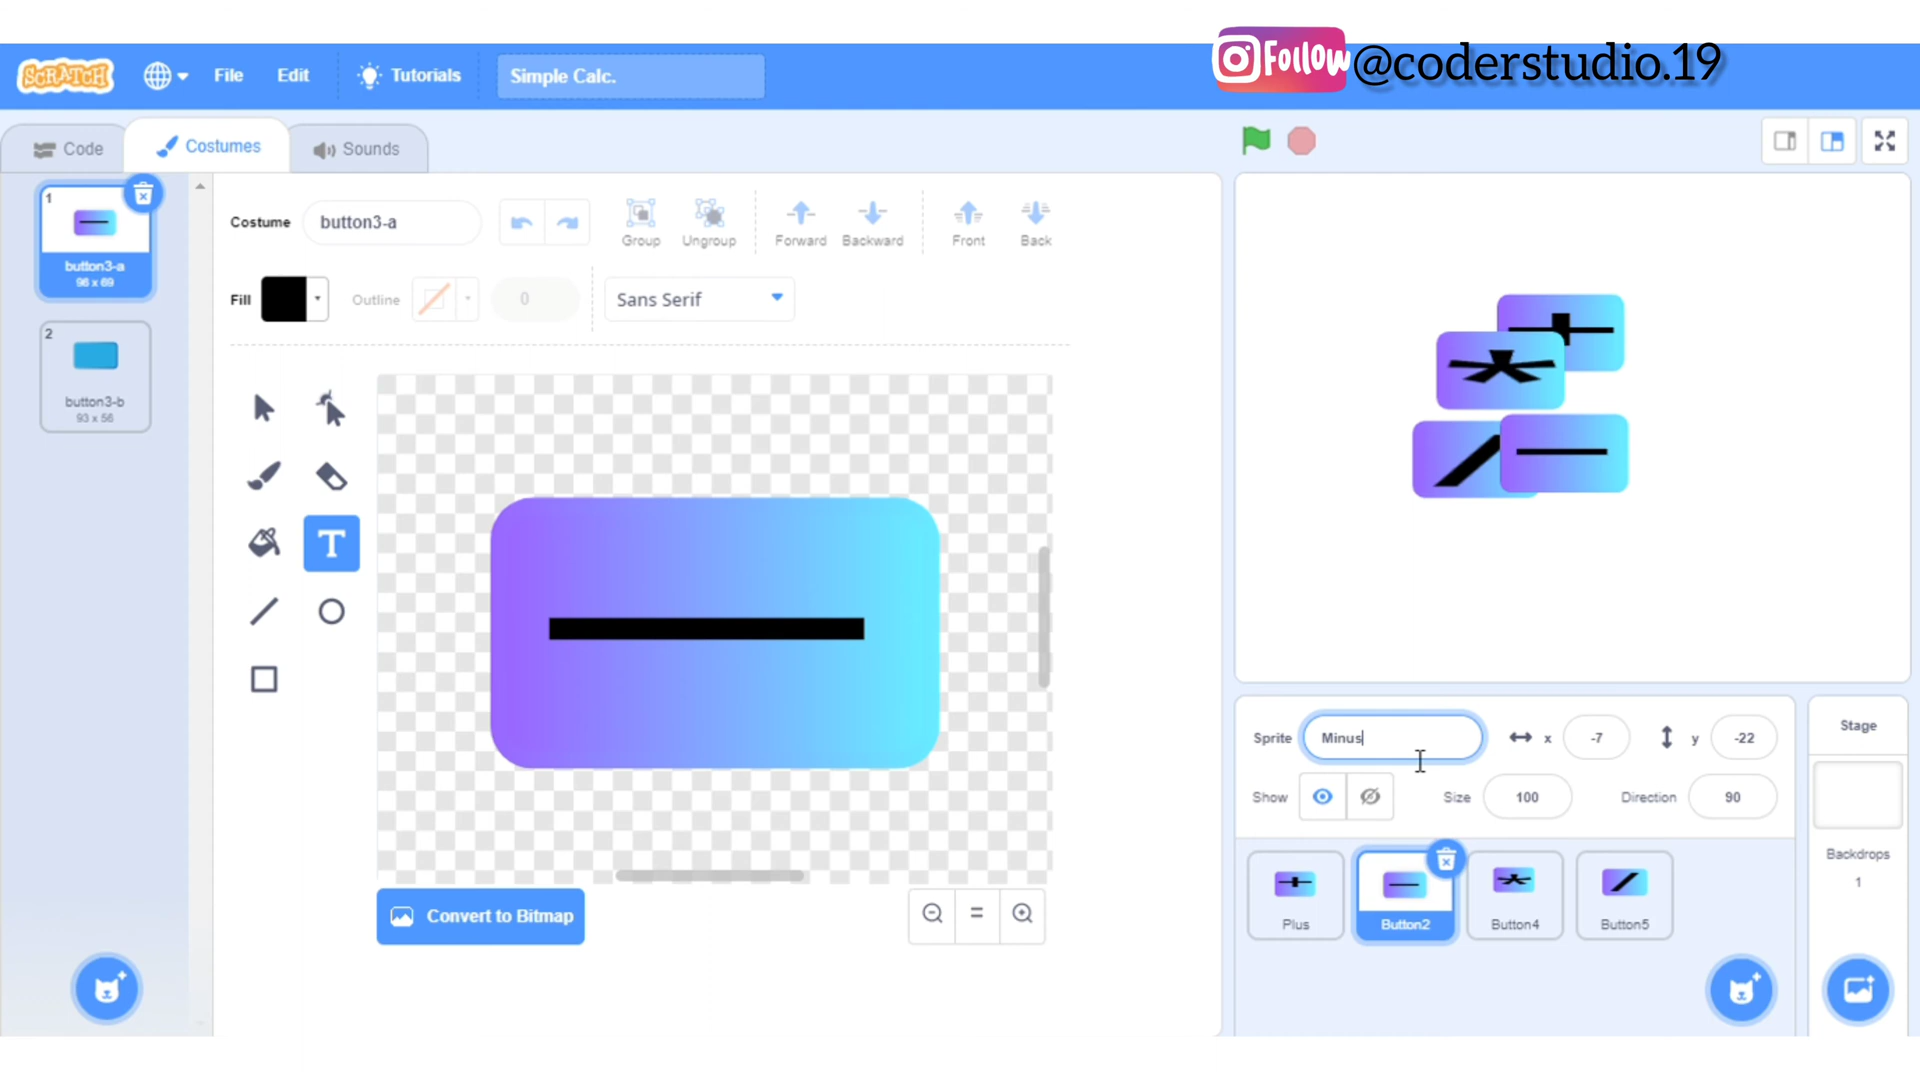 Follow @coderstudio.19
SCRATCH File Edit Tutorials Simple Calc.
Code Costumes Sounds
1
button3-a
96 x 69
2
button3-b
93 x 56
Costume button3-a Group Ungroup Forward Backward Front Back
Fill Outline 0 Sans Serif
T
Convert to Bitmap
=
Sprite Minus x -7 y -22
Show Size 100 Direction 90
Plus Button2 Button4 Button5
Stage
Backdrops
1